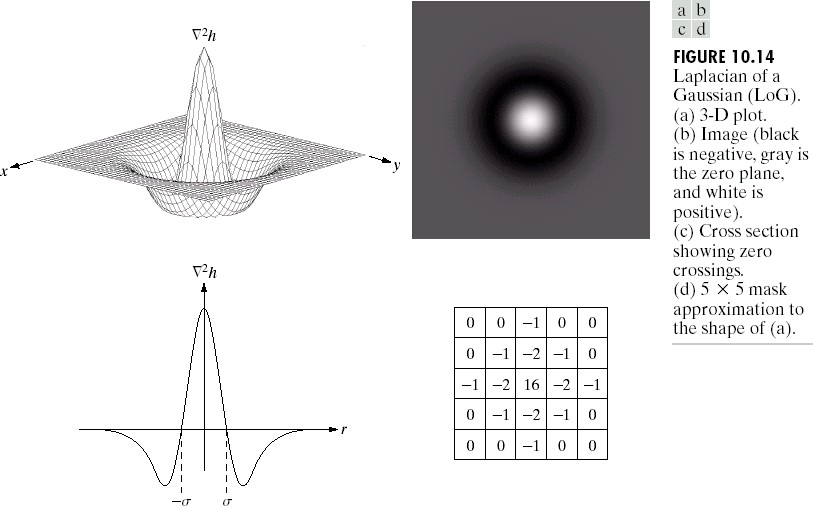 ∇²h
x
y
a b
c d
FIGURE 10.14
Laplacian of a
Gaussian (LoG).
(a) 3-D plot.
(b) Image (black
is negative, gray is
the zero plane,
and white is
positive).
(c) Cross section
showing zero
crossings.
(d) 5 × 5 mask
approximation to
the shape of (a).
∇²h
r
−σ σ
0 0 −1 0 0
0 −1 −2 −1 0
−1 −2 16 −2 −1
0 −1 −2 −1 0
0 0 −1 0 0